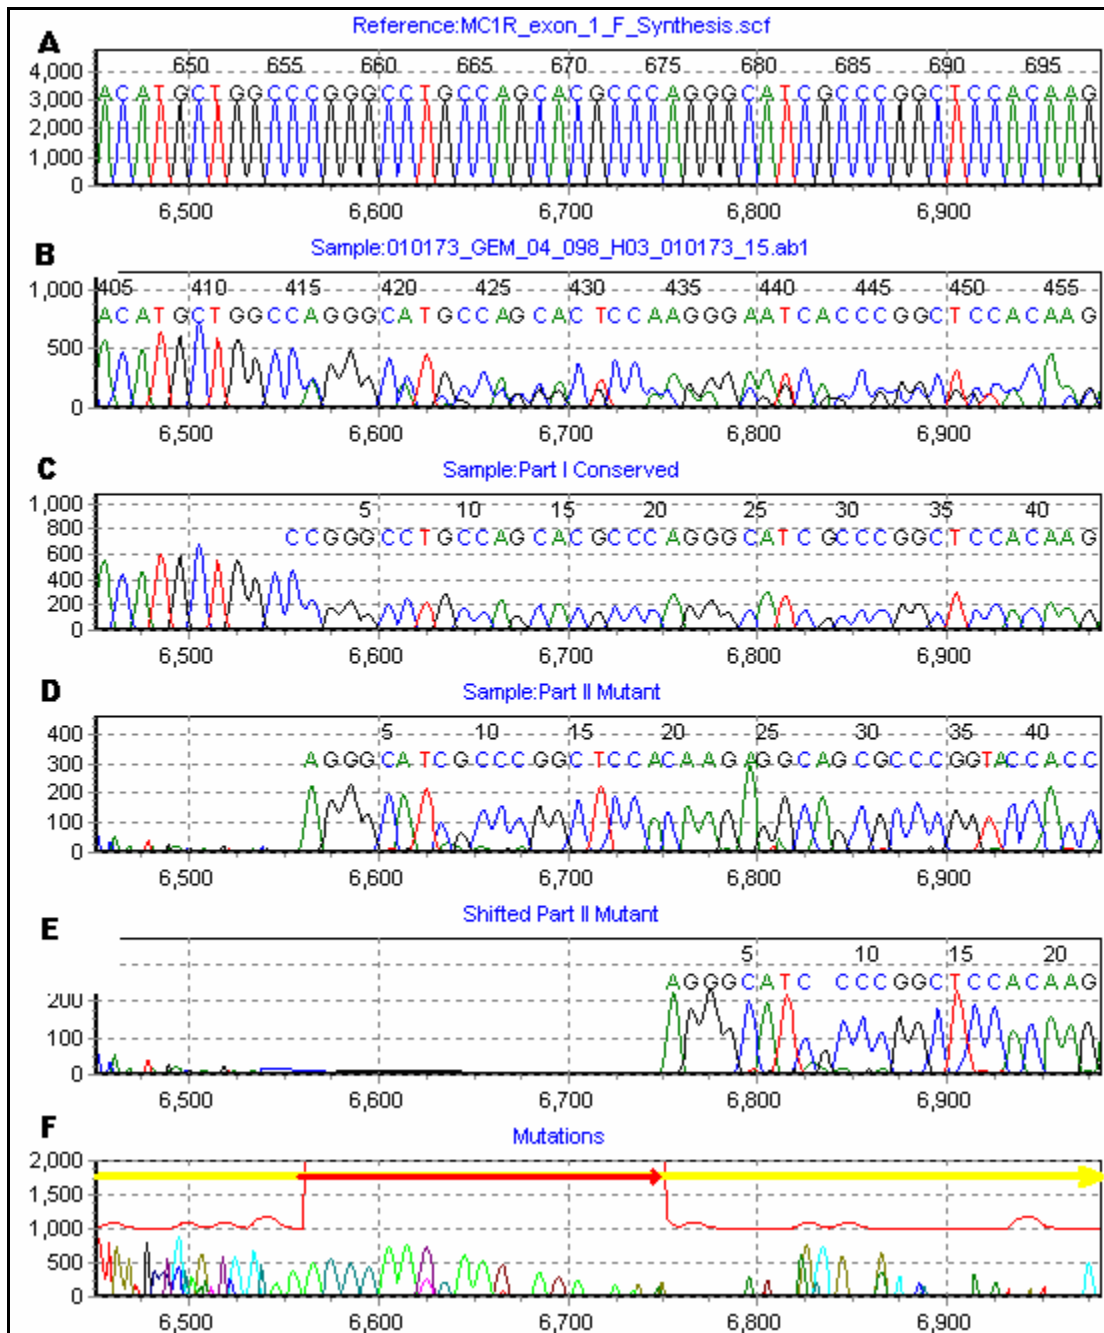 A
Reference:MC1R_exon_1_F_Synthesis.scf
4,000 650 655 660 665 670 675 680 685 690 695
3,000 ACATGCTGGCCCGGGCCTGCCAGCACGCCCAGGGCATCGCCCGGCTCCACAAG
2,000
1,000
0
6,500 6,600 6,700 6,800 6,900
B
Sample:010173_GEM_04_098_H03_010173_15.ab1
1,000 405 410 415 420 425 430 435 440 445 450 455
ACATGCTGGCCAGGGCATGCCAGCACTCCAAGGGAATCACCCGGCTCCACAAG
500
0
6,500 6,600 6,700 6,800 6,900
C
Sample:Part I Conserved
1,000 5 10 15 20 25 30 35 40
800 CCGGGCCTGCCAGCACGCCCAGGGCATCGCCCGGCTCCACAAG
600
400
200
0
6,500 6,600 6,700 6,800 6,900
D
Sample:Part II Mutant
400 5 10 15 20 25 30 35 40
300 AGGGCATCGCCCGGCTCCACAAGAGGCAGCGCCCGGTACCACC
200
100
0
6,500 6,600 6,700 6,800 6,900
E
Shifted Part II Mutant
5 10 15 20
AGGGCATC CCCGGCTCCACAAG
200
100
0
6,500 6,600 6,700 6,800 6,900
F
Mutations
2,000
1,500
1,000
500
0
6,500 6,600 6,700 6,800 6,900